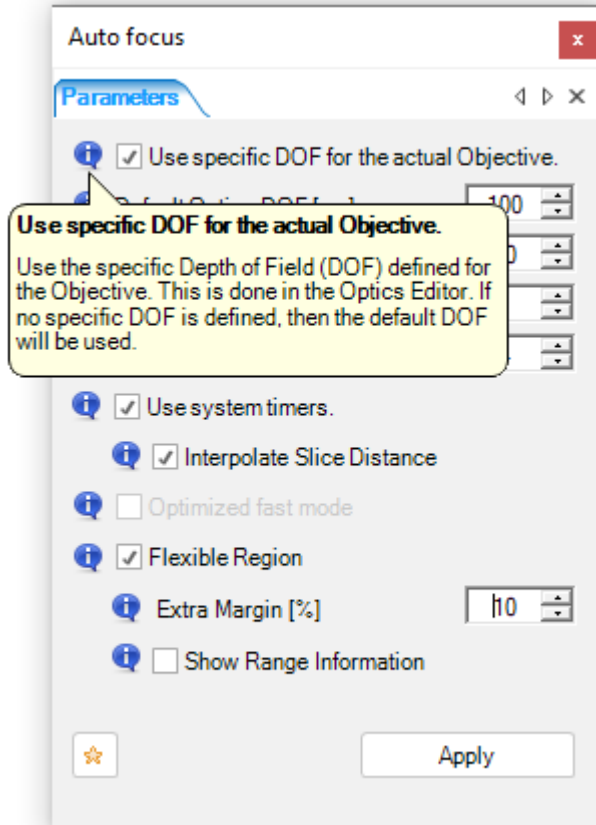 Auto focus
x
Parameters
Use specific DOF for the actual Objective.
100
Use specific DOF for the actual Objective.
Use the specific Depth of Field (DOF) defined for
the Objective. This is done in the Optics Editor. If
no specific DOF is defined, then the default DOF
will be used.
Use system timers.
Interpolate Slice Distance
Optimized fast mode
Flexible Region
Extra Margin [%]
10
Show Range Information
Apply